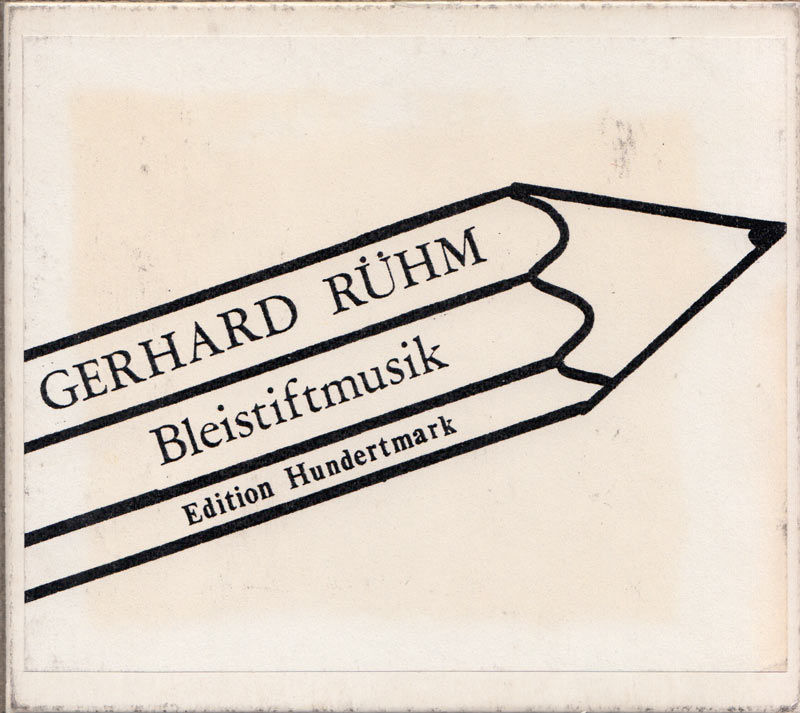 GERHARD RÜHM
Bleistiftmusik
Edition Hundertmark